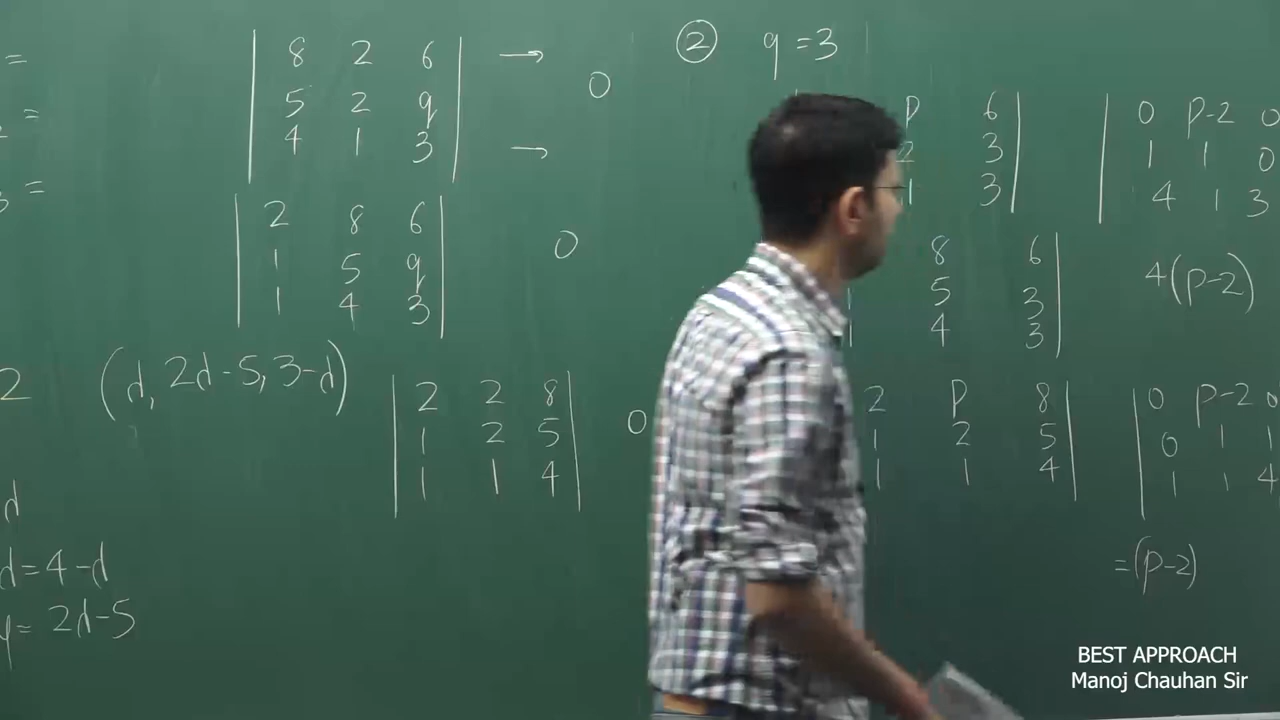 =
=
=
| 8 2 6 | → 0
| 5 2 q |
| 4 1 3 | →
| 2 8 6 |
| 1 5 q | 0
| 1 4 3 |
2 (d, 2d-5, 3-d)
| 2 2 8 |
| 1 2 5 | 0
| 1 1 4 |
d
d=4-d
y= 2d-5
② q=3
P 6 |
2 3 |
1 3 |
| 0 P-2 0
| 1 1 0
| 4 1 3
8 6 |
5 3 |
4 3 |
4(p-2)
2 P 8 |
1 2 5 |
1 1 4 |
| 0 P-2 0
| 0 1 1
| 1 1 4
=(p-2)
BEST APPROACH
Manoj Chauhan Sir